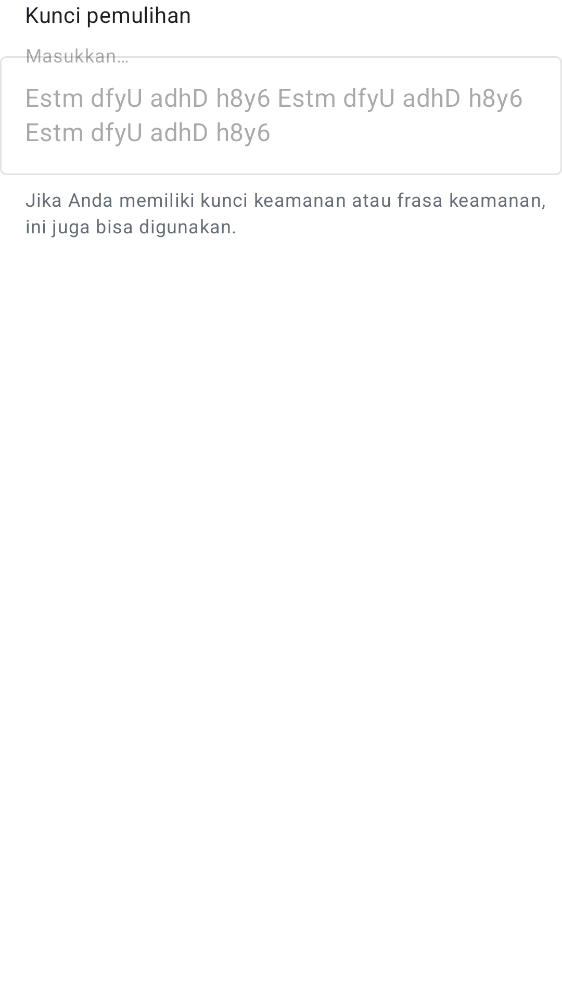 Kunci pemulihan
Masukkan…
Estm dfyU adhD h8y6 Estm dfyU adhD h8y6
Estm dfyU adhD h8y6
Jika Anda memiliki kunci keamanan atau frasa keamanan,
ini juga bisa digunakan.